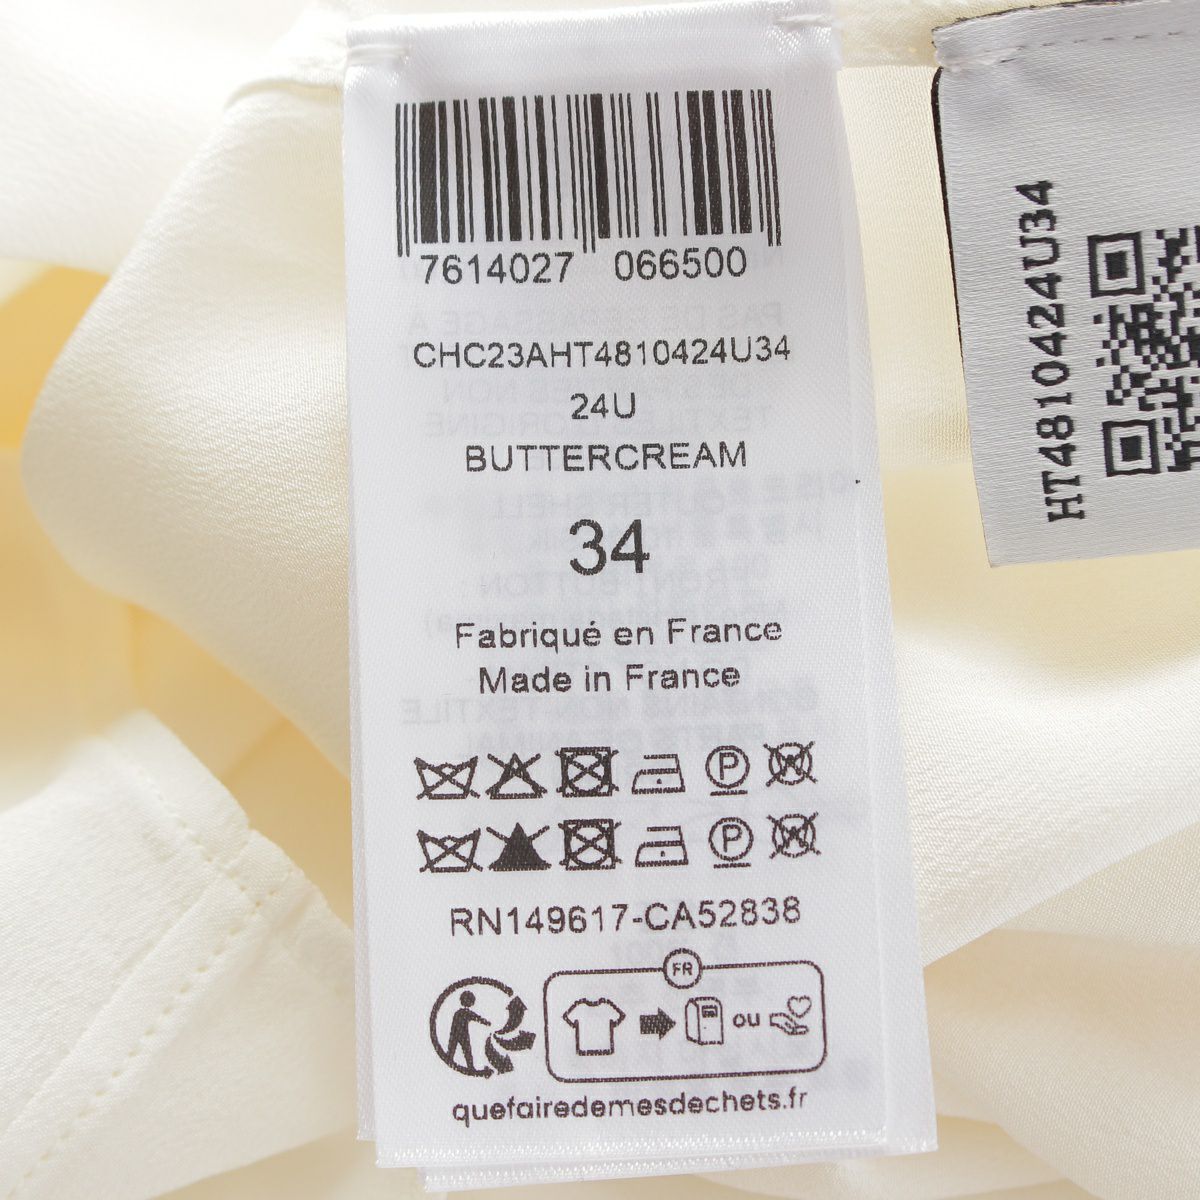 7614027 066500
CHC23AHT4810424U34
24U
BUTTERCREAM
34
Fabriqué en France
Made in France
P
W
P
W
RN149617-CA52838
FR
ou
quefairedemesdechets.fr
HT4810424U34